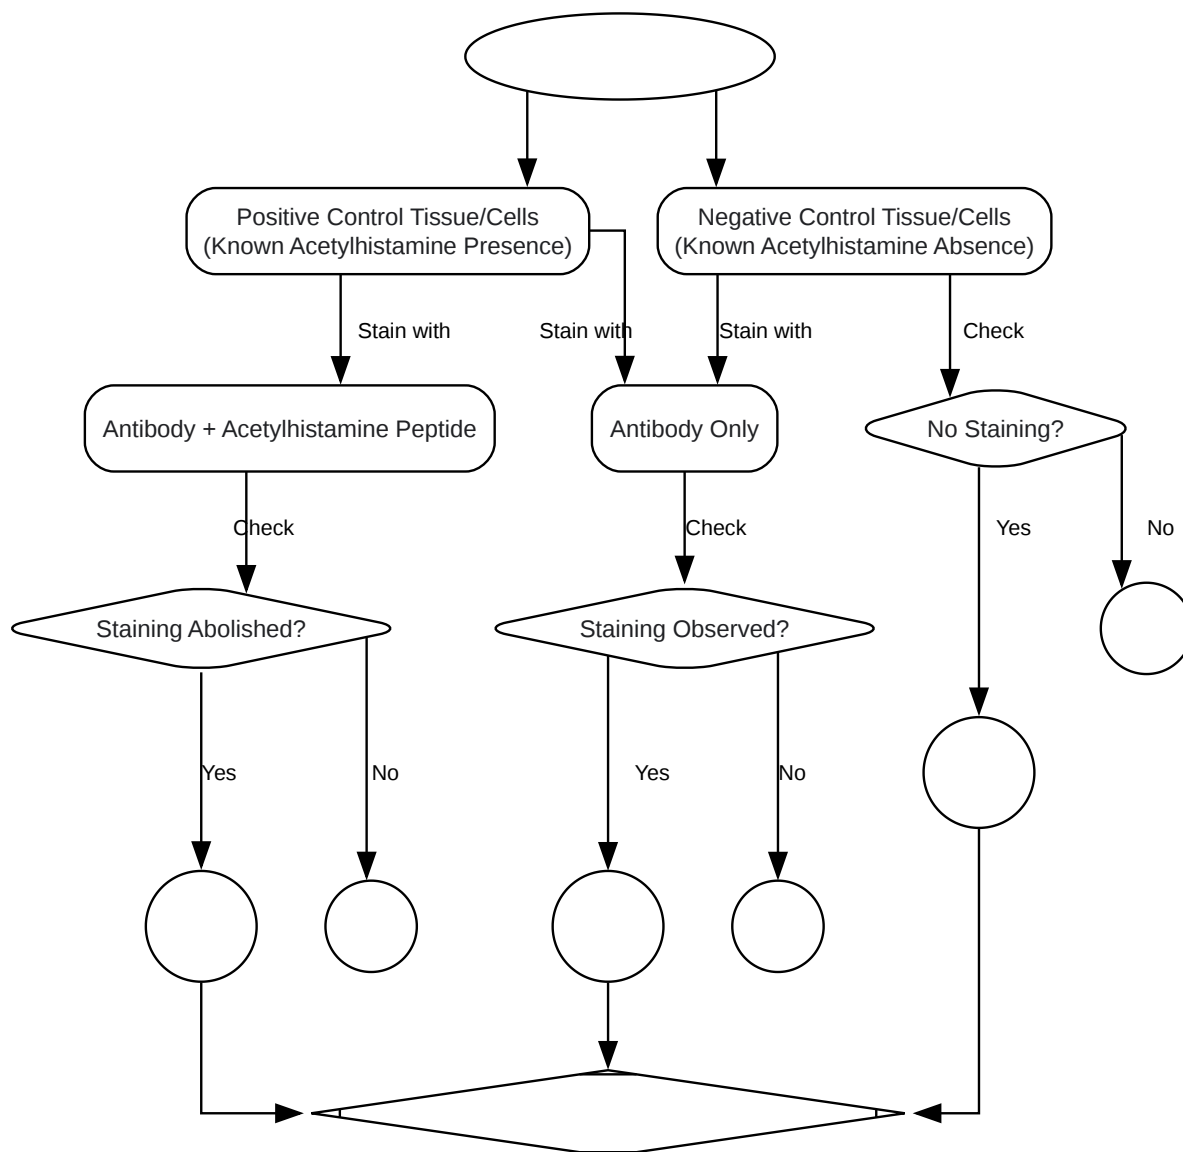 Positive Control Tissue/Cells
(Known Acetylhistamine Presence)
Negative Control Tissue/Cells
(Known Acetylhistamine Absence)
Stain with
Stain with
Stain with
Check
Antibody + Acetylhistamine Peptide
Antibody Only
No Staining?
Check
Check
Yes
No
Staining Abolished?
Staining Observed?
Yes
No
Yes
No